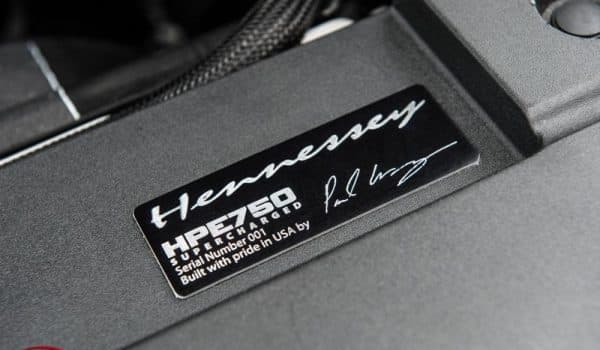 Hennessey
HPE750
SUPERCHARGED
Serial Number 001
Built with pride in USA by